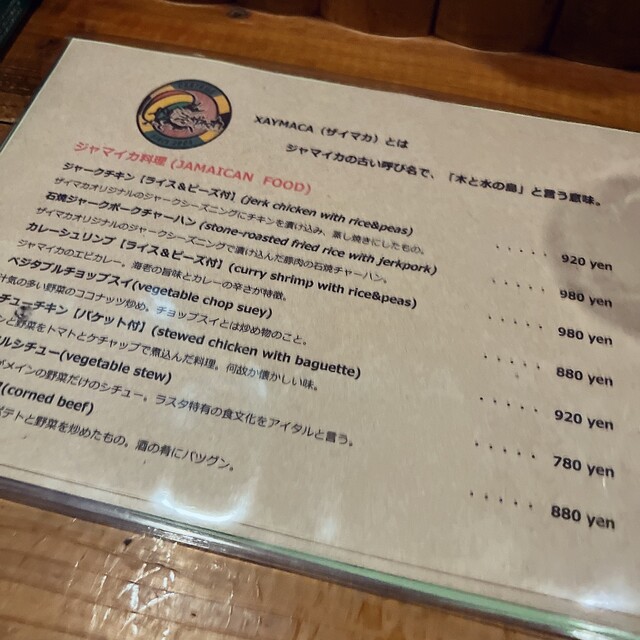 XAYMACA（ザイマカ）とは
ジャマイカの古い呼び名で、「木と水の島」と言う意味。
ジャマイカ料理 (JAMAICAN FOOD)
ジャークチキン【ライス＆ピーズ付】(jerk chicken with rice&peas) ・・・・・ 920 yen
ザイマカオリジナルのジャークシーズニングにチキンを漬け込み、蒸し焼きにしたもの。
石焼ジャークポークチャーハン (stone-roasted fried rice with jerkpork) ・・・・・ 980 yen
ザイマカオリジナルのジャークシーズニングで漬け込んだ豚肉の石焼チャーハン。
カレーシュリンプ【ライス＆ピーズ付】(curry shrimp with rice&peas) ・・・・・ 980 yen
ジャマイカのエビカレー。海老の旨味とカレーの辛さが特徴。
ベジタブルチョップスイ(vegetable chop suey) ・・・・・ 880 yen
汁気の多い野菜のココナッツ炒め。チョップスイとは炒め物のこと。
チューチキン【バケット付】(stewed chicken with baguette) ・・・・・ 920 yen
と野菜をトマトとケチャップで煮込んだ料理。何故か懐かしい味。
ルシチュー(vegetable stew) ・・・・・ 780 yen
メインの野菜だけのシチュー。ラスタ特有の食文化をアイタルと言う。
(corned beef) ・・・・・ 880 yen
ポテトと野菜を炒めたもの。酒の肴にバツグン。